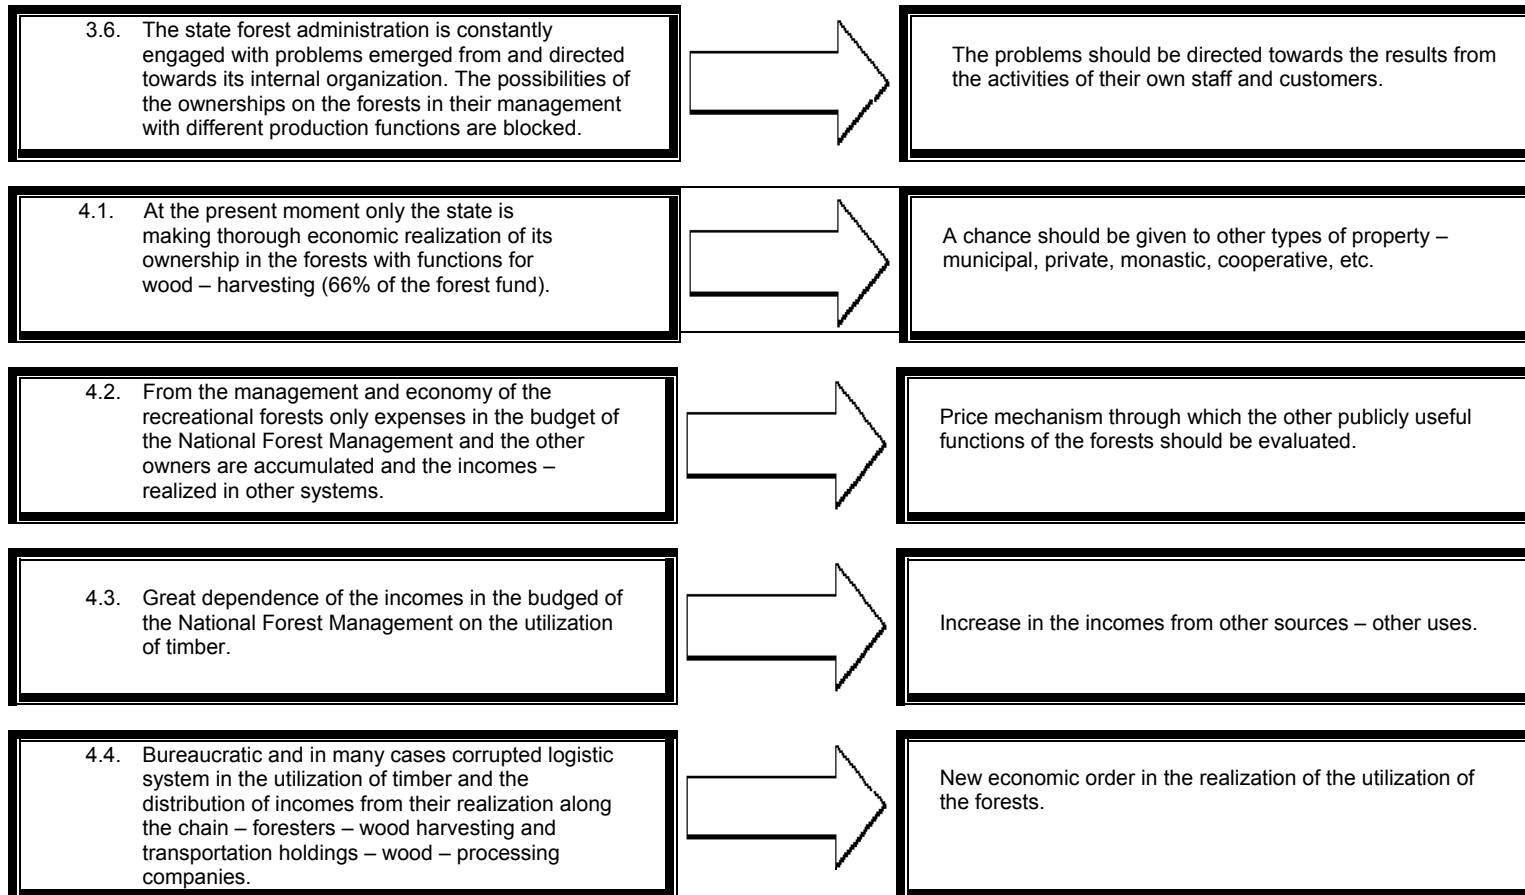 3.6. The state forest administration is constantly
engaged with problems emerged from and directed
towards its internal organization. The possibilities of
the ownerships on the forests in their management
with different production functions are blocked.
The problems should be directed towards the results from
the activities of their own staff and customers.
4.1. At the present moment only the state is
making thorough economic realization of its
ownership in the forests with functions for
wood – harvesting (66% of the forest fund).
A chance should be given to other types of property –
municipal, private, monastic, cooperative, etc.
4.2. From the management and economy of the
recreational forests only expenses in the budget of
the National Forest Management and the other
owners are accumulated and the incomes –
realized in other systems.
Price mechanism through which the other publicly useful
functions of the forests should be evaluated.
4.3. Great dependence of the incomes in the budged of
the National Forest Management on the utilization
of timber.
Increase in the incomes from other sources – other uses.
4.4. Bureaucratic and in many cases corrupted logistic
system in the utilization of timber and the
distribution of incomes from their realization along
the chain – foresters – wood harvesting and
transportation holdings – wood – processing
companies.
New economic order in the realization of the utilization of
the forests.